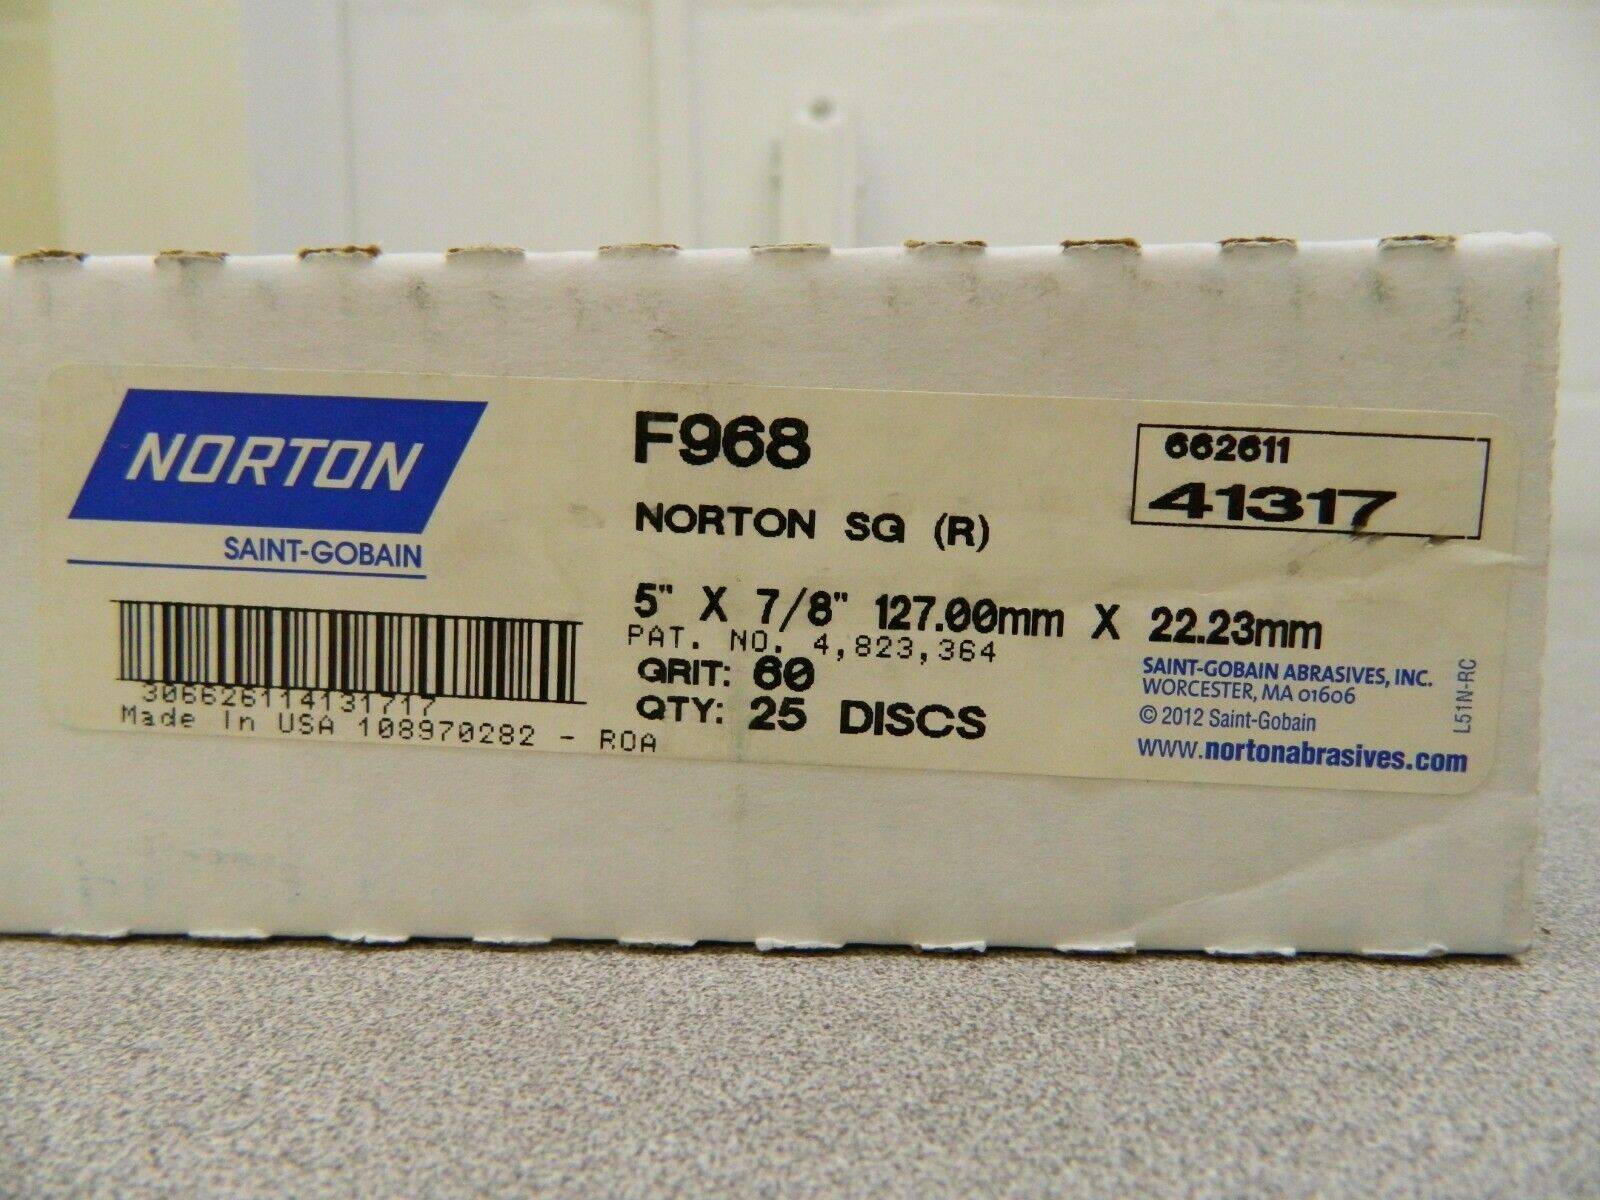 NORTON
SAINT-GOBAIN
30662611413171​7
Made In USA 108970282 - ROA
F968
NORTON SG (R)
5" X 7/8" 127.00mm X 22.23mm
PAT. NO. 4,823,364
GRIT: 60
QTY: 25 DISCS
662611
41317
SAINT-GOBAIN ABRASIVES, INC.
WORCESTER, MA 01606
© 2012 Saint-Gobain
www.nortonabrasives.com
L51N-RC